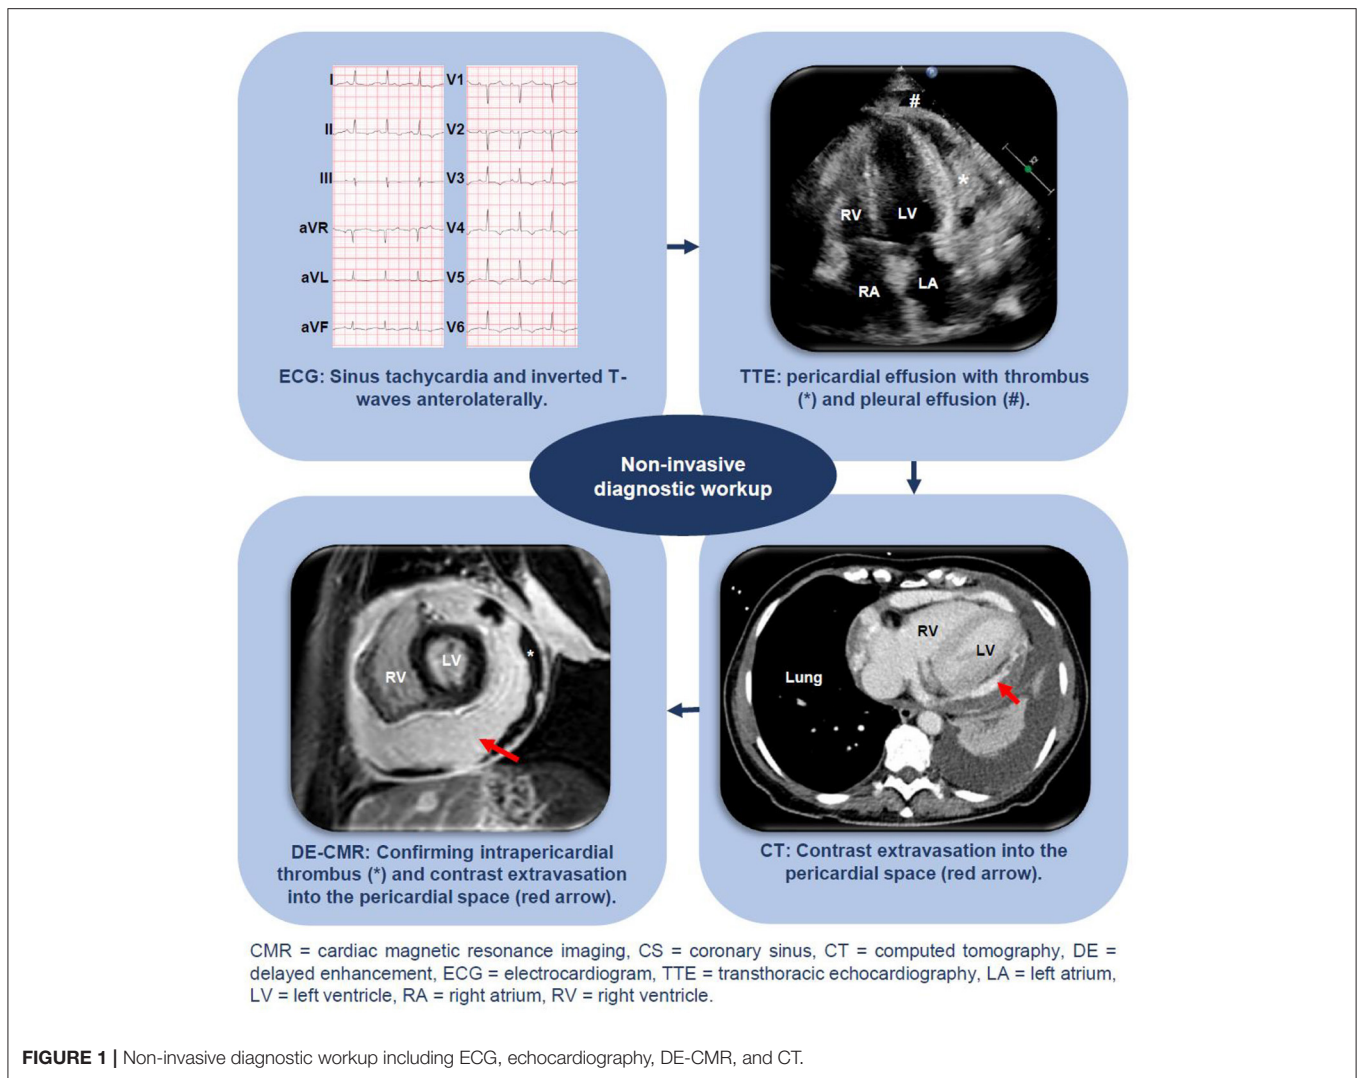 I
II
III
aVR
aVL
aVF
V1
V2
V3
V4
V5
V6
ECG: Sinus tachycardia and inverted T-
waves anterolaterally.
#
*
x2
RV
LV
RA
LA
TTE: pericardial effusion with thrombus
(*) and pleural effusion (#).
Non-invasive
diagnostic workup
LV
RV
*
DE-CMR: Confirming intrapericardial
thrombus (*) and contrast extravasation
into the pericardial space (red arrow).
RV
LV
Lung
CT: Contrast extravasation into the
pericardial space (red arrow).
CMR = cardiac magnetic resonance imaging, CS = coronary sinus, CT = computed tomography, DE =
delayed enhancement, ECG = electrocardiogram, TTE = transthoracic echocardiography, LA = left atrium,
LV = left ventricle, RA = right atrium, RV = right ventricle.
FIGURE 1 | Non-invasive diagnostic workup including ECG, echocardiography, DE-CMR, and CT.